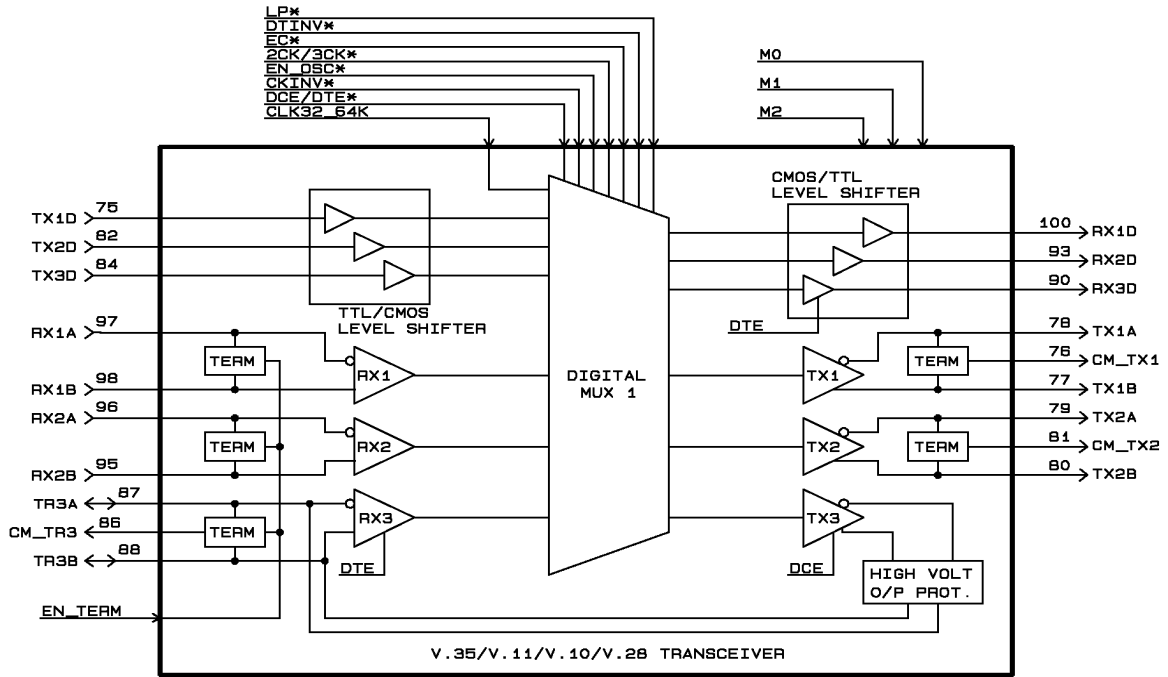 LP*
DTINV*
EC*
2CK/3CK*
EN_OSC*
CKINV*
DCE/DTE*
CLK32_64K
M0
M1
M2
CMOS/TTL
LEVEL SHIFTER
TX1D 75
TX2D 82
TX3D 84
100 RX1D
93 RX2D
90 RX3D
TTL/CMOS
LEVEL SHIFTER
DTE
RX1A 97
TERM
RX1B 98
RX1
DIGITAL
MUX 1
TX1
78 TX1A
TERM
76 CM_TX1
77 TX1B
RX2A 96
TERM
RX2B 95
RX2
TX2
79 TX2A
TERM
81 CM_TX2
80 TX2B
TR3A 87
CM_TR3 86
TERM
TR3B 88
RX3
DTE
TX3
DCE
HIGH VOLT
O/P PROT.
EN_TERM
V.35/V.11/V.10/V.28 TRANSCEIVER